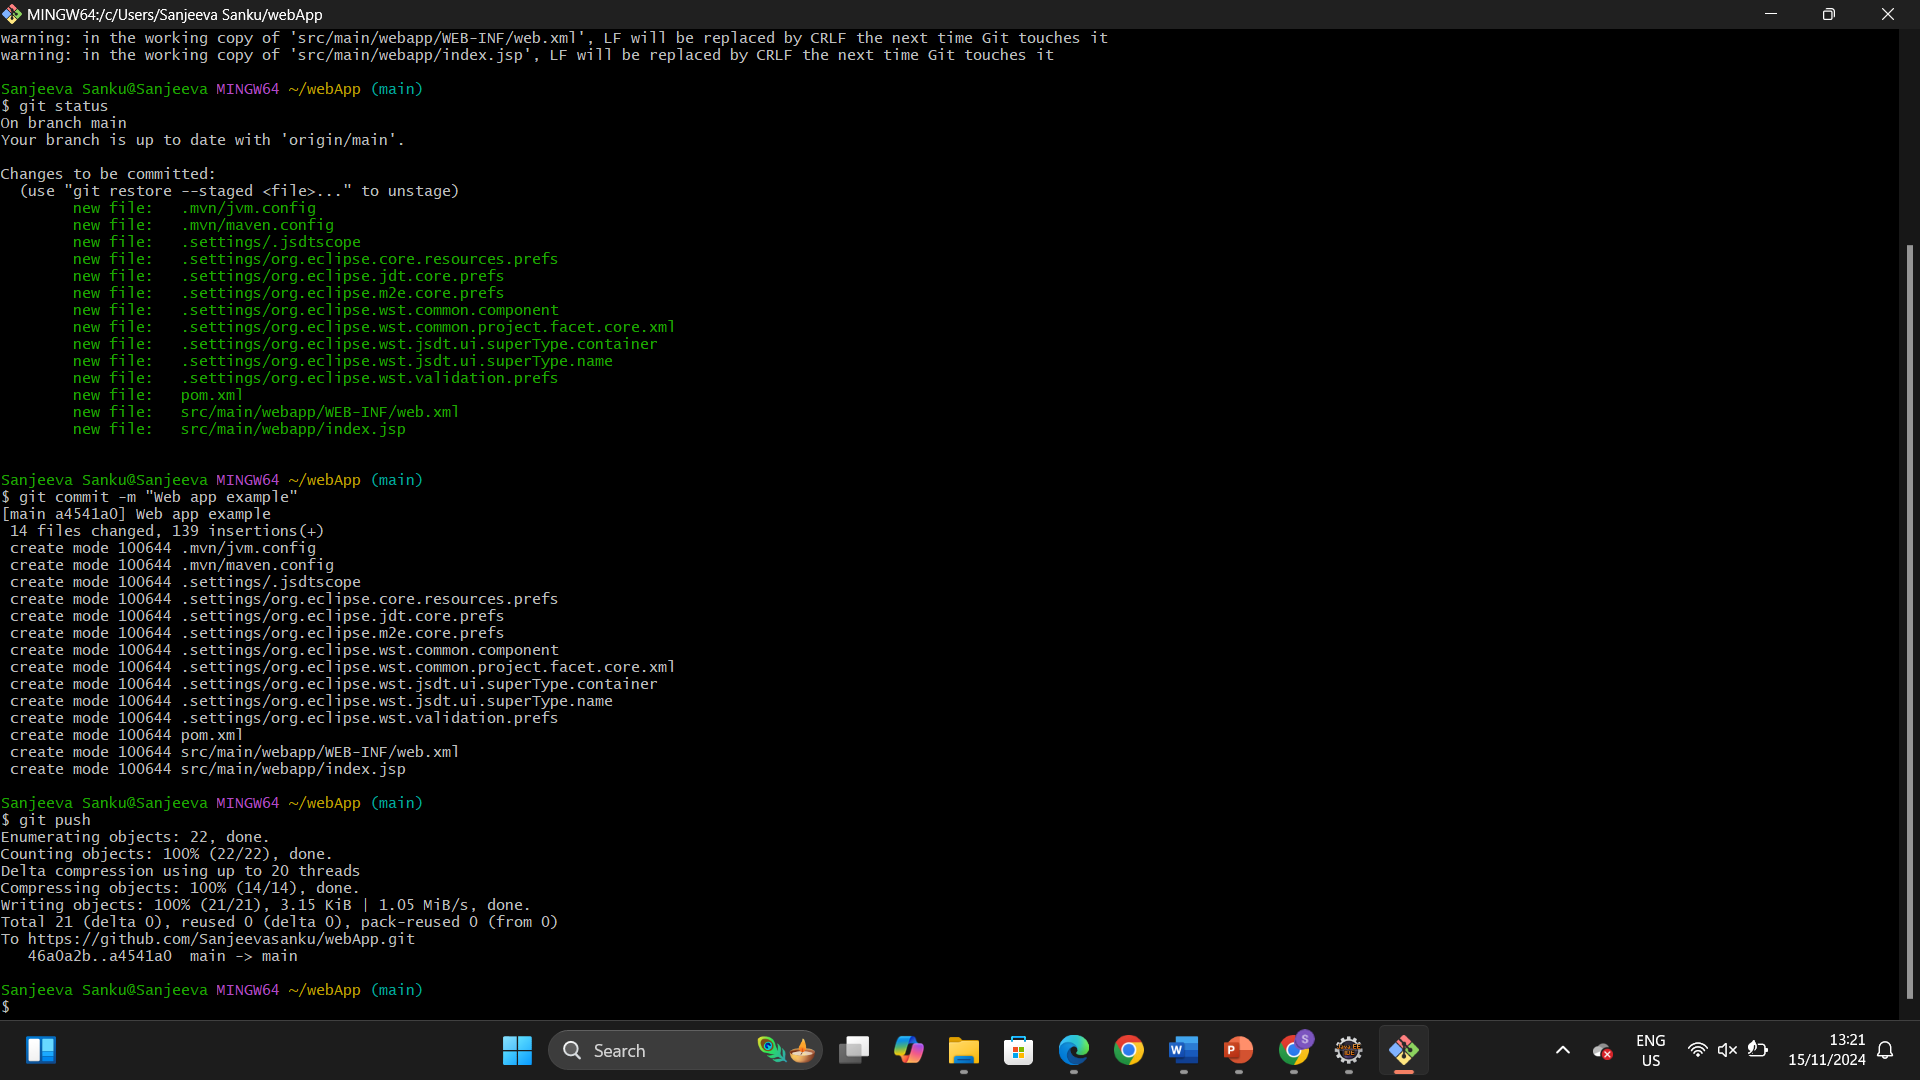 MINGW64:/c/Users/Sanjeeva Sanku/webApp
warning: in the working copy of 'src/main/webapp/WEB-INF/web.xml', LF will be replaced by CRLF the next time Git touches it
warning: in the working copy of 'src/main/webapp/index.jsp', LF will be replaced by CRLF the next time Git touches it
Sanjeeva Sanku@Sanjeeva MINGW64 ~/webApp (main)
$ git status
On branch main
Your branch is up to date with 'origin/main'.
Changes to be committed:
  (use "git restore --staged <file>..." to unstage)
        new file:   .mvn/jvm.config
        new file:   .mvn/maven.config
        new file:   .settings/.jsdtscope
        new file:   .settings/org.eclipse.core.resources.prefs
        new file:   .settings/org.eclipse.jdt.core.prefs
        new file:   .settings/org.eclipse.m2e.core.prefs
        new file:   .settings/org.eclipse.wst.common.component
        new file:   .settings/org.eclipse.wst.common.project.facet.core.xml
        new file:   .settings/org.eclipse.wst.jsdt.ui.superType.container
        new file:   .settings/org.eclipse.wst.jsdt.ui.superType.name
        new file:   .settings/org.eclipse.wst.validation.prefs
        new file:   pom.xml
        new file:   src/main/webapp/WEB-INF/web.xml
        new file:   src/main/webapp/index.jsp
Sanjeeva Sanku@Sanjeeva MINGW64 ~/webApp (main)
$ git commit -m "Web app example"
[main a4541a0] Web app example
 14 files changed, 139 insertions(+)
 create mode 100644 .mvn/jvm.config
 create mode 100644 .mvn/maven.config
 create mode 100644 .settings/.jsdtscope
 create mode 100644 .settings/org.eclipse.core.resources.prefs
 create mode 100644 .settings/org.eclipse.jdt.core.prefs
 create mode 100644 .settings/org.eclipse.m2e.core.prefs
 create mode 100644 .settings/org.eclipse.wst.common.component
 create mode 100644 .settings/org.eclipse.wst.common.project.facet.core.xml
 create mode 100644 .settings/org.eclipse.wst.jsdt.ui.superType.container
 create mode 100644 .settings/org.eclipse.wst.jsdt.ui.superType.name
 create mode 100644 .settings/org.eclipse.wst.validation.prefs
 create mode 100644 pom.xml
 create mode 100644 src/main/webapp/WEB-INF/web.xml
 create mode 100644 src/main/webapp/index.jsp
Sanjeeva Sanku@Sanjeeva MINGW64 ~/webApp (main)
$ git push
Enumerating objects: 22, done.
Counting objects: 100% (22/22), done.
Delta compression using up to 20 threads
Compressing objects: 100% (14/14), done.
Writing objects: 100% (21/21), 3.15 KiB | 1.05 MiB/s, done.
Total 21 (delta 0), reused 0 (delta 0), pack-reused 0 (from 0)
To https://github.com/Sanjeevasanku/webApp.git
   46a0a2b..a4541a0  main -> main
Sanjeeva Sanku@Sanjeeva MINGW64 ~/webApp (main)
$
Search
W
P
S
ENG
US
13:21
15/11/2024